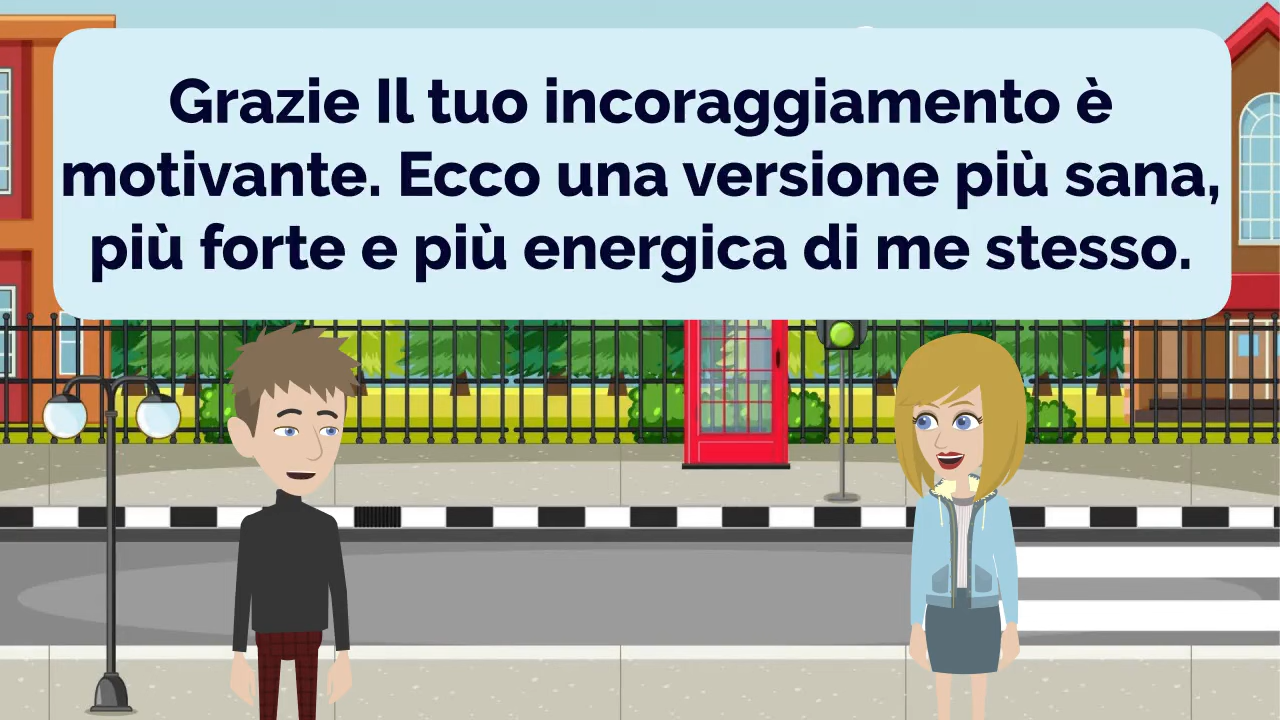 Grazie Il tuo incoraggiamento è
motivante. Ecco una versione più sana,
più forte e più energica di me stesso.